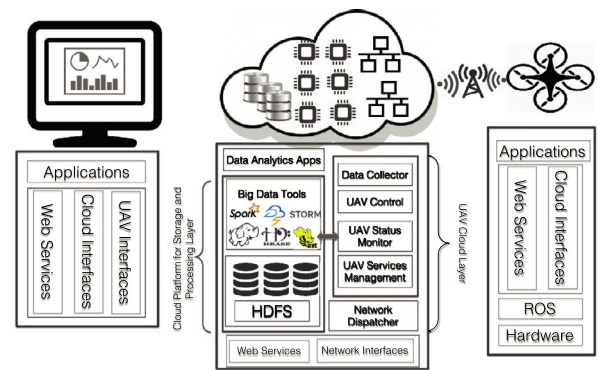 Applications
Web Services
Cloud Interfaces
UAV Interfaces
Cloud Platform for Storage and
Processing Layer
Data Analytics Apps
Big Data Tools
Spark
STORM
HBASE
HIVE
HDFS
Data Collector
UAV Control
UAV Status
Monitor
UAV Services
Management
Network
Dispatcher
Web Services
Network Interfaces
UAV Cloud Layer
Applications
Web Services
Cloud Interfaces
ROS
Hardware